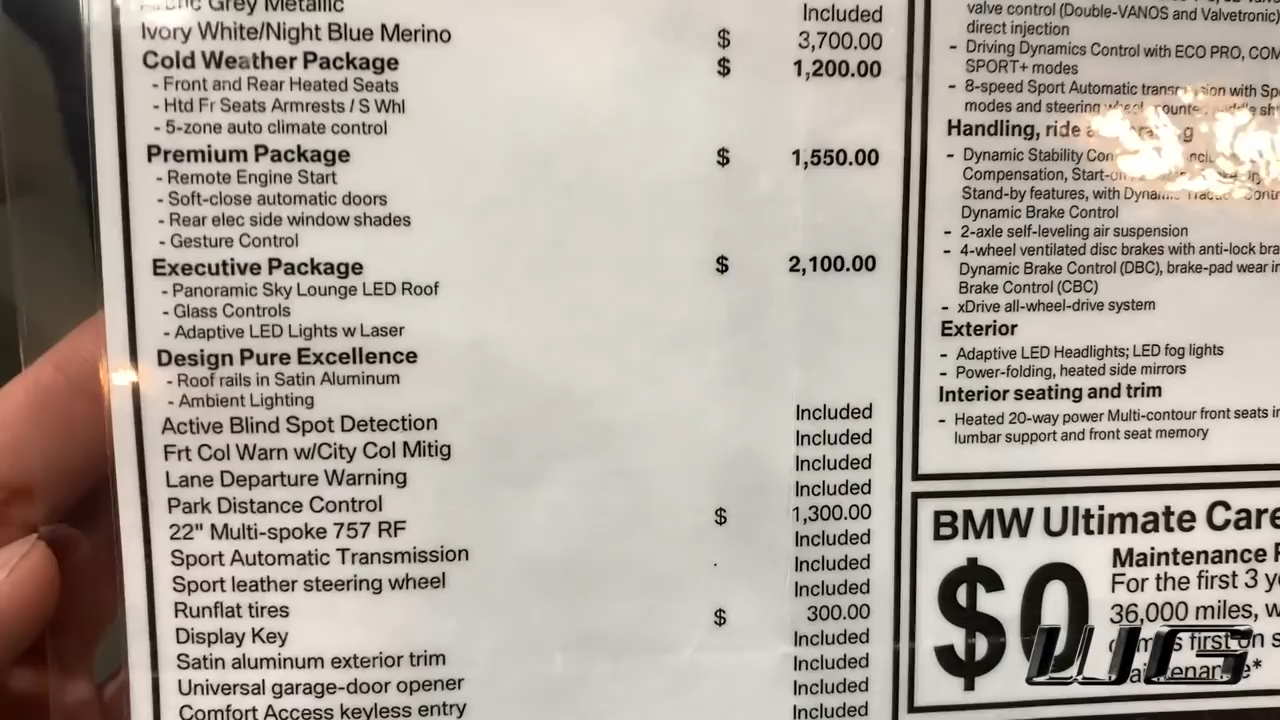 Grey Metallic Included
Ivory White/Night Blue Merino $ 3,700.00
Cold Weather Package $ 1,200.00
- Front and Rear Heated Seats
- Htd Fr Seats Armrests / S Whl
- 5-zone auto climate control
Premium Package $ 1,550.00
- Remote Engine Start
- Soft-close automatic doors
- Rear elec side window shades
- Gesture Control
Executive Package $ 2,100.00
- Panoramic Sky Lounge LED Roof
- Glass Controls
- Adaptive LED Lights w Laser
Design Pure Excellence
- Roof rails in Satin Aluminum
- Ambient Lighting
Active Blind Spot Detection Included
Frt Col Warn w/City Col Mitig Included
Lane Departure Warning Included
Park Distance Control Included
22" Multi-spoke 757 RF $ 1,300.00
Sport Automatic Transmission Included
Sport leather steering wheel Included
Runflat tires Included
Display Key $ 300.00
Satin aluminum exterior trim Included
Universal garage-door opener Included
Comfort Access keyless entry Included
Included
valve control (Double-VANOS and Valvetronic)
direct injection
- Driving Dynamics Control with ECO PRO, COM
SPORT+ modes
- 8-speed Sport Automatic with Sp
modes and steering
Handling, ride
- Dynamic Stability
Compensation,
Stand-by features, with
Dynamic Brake Control
- 2-axle self-leveling air suspension
- 4-wheel ventilated disc brakes with anti-lock bra
Dynamic Brake Control (DBC), brake-pad wear in
Brake Control (CBC)
- xDrive all-wheel-drive system
Exterior
- Adaptive LED Headlights; LED fog lights
- Power-folding, heated side mirrors
Interior seating and trim
- Heated 20-way power Multi-contour front seats in
lumbar support and front seat memory
BMW Ultimate Care
$0
Maintenance P
For the first 3 y
36,000 miles, w
first on s
WG